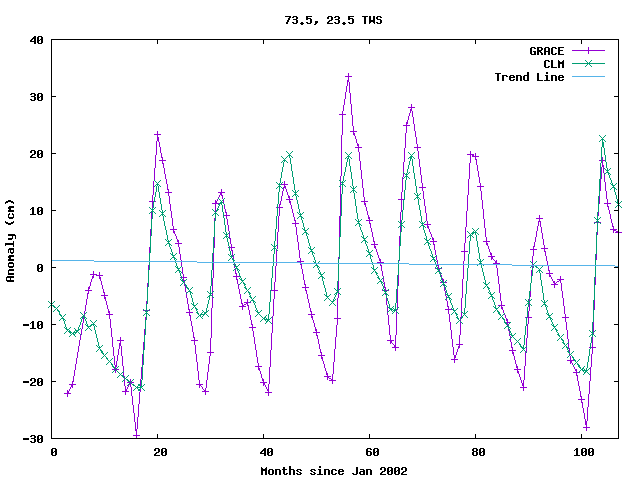 73.5, 23.5 TWS
GRACE
CLM
Trend Line
40
30
20
10
0
-10
-20
-30
Anomaly (cm)
0 20 40 60 80 100
Months since Jan 2002